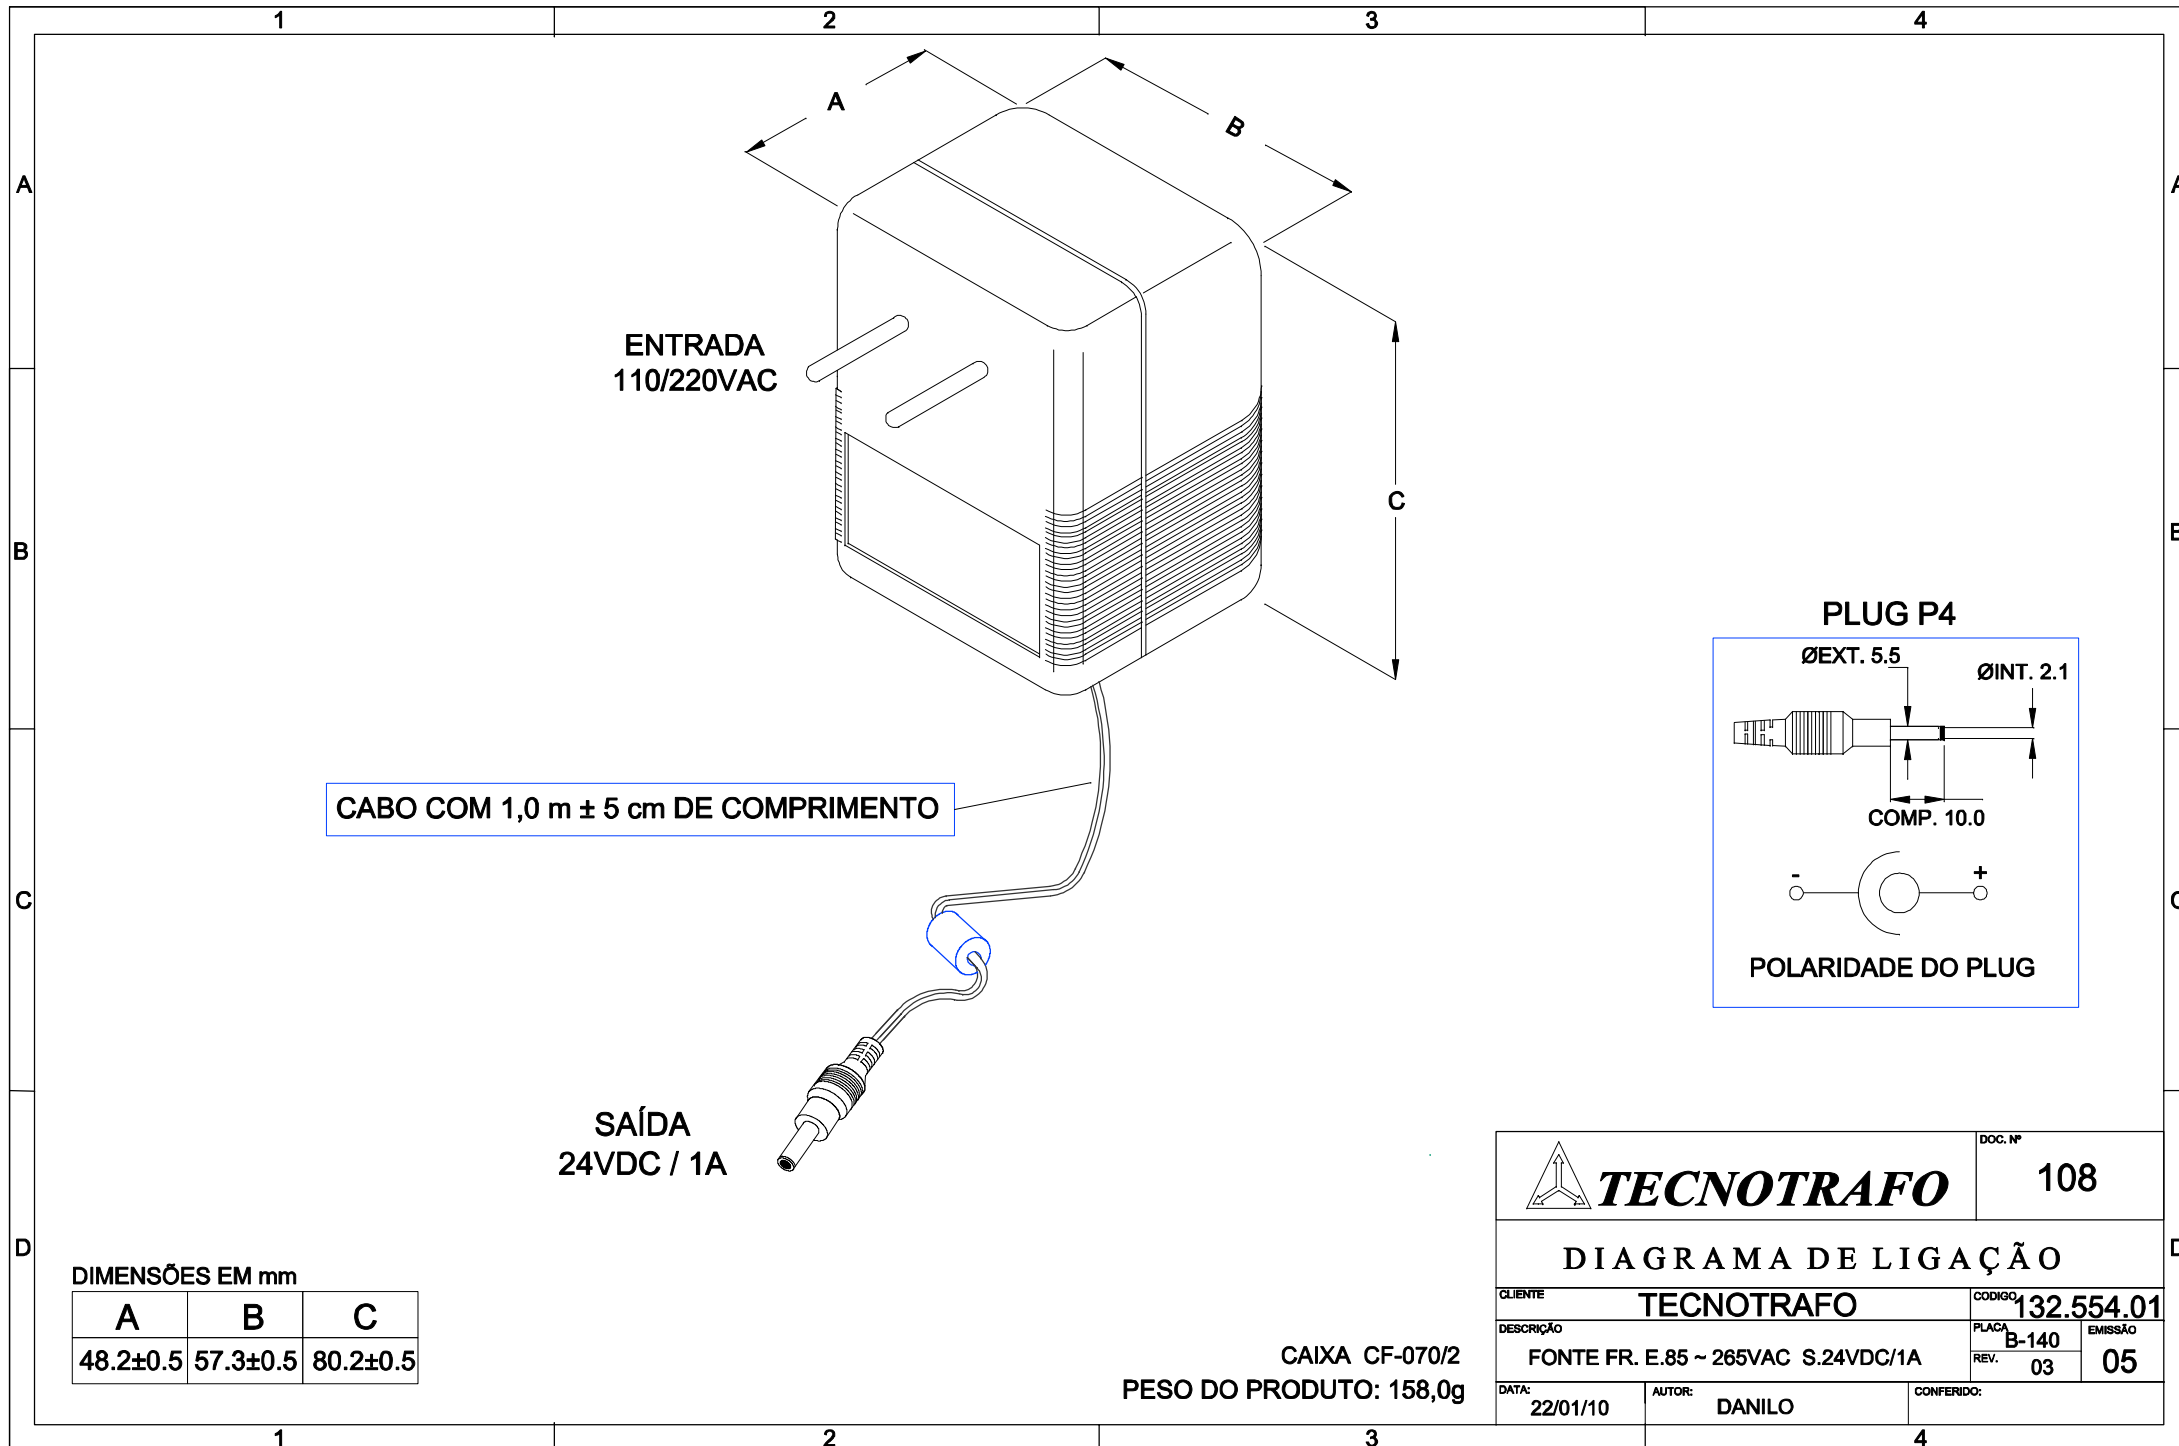 1 2 3 4
A
B
A A
ENTRADA
110/220VAC
C
B
PLUG P4
ØEXT. 5.5
ØINT. 2.1
COMP. 10.0
- +
POLARIDADE DO PLUG
CABO COM 1,0 m ± 5 cm DE COMPRIMENTO
C
SAÍDA
24VDC / 1A
D
DIMENSÕES EM mm
A B C
48.2±0.5 57.3±0.5 80.2±0.5
CAIXA CF-070/2
PESO DO PRODUTO: 158,0g
TECNOTRAFO
DOC. Nº
108
DIAGRAMA DE LIGAÇÃO
CLIENTE
TECNOTRAFO
CODIGO
132.554.01
DESCRIÇÃO
FONTE FR. E.85 ~ 265VAC S.24VDC/1A
PLACA
B-140
REV.
03
EMISSÃO
05
DATA:
22/01/10
AUTOR:
DANILO
CONFERIDO:
1 2 3 4